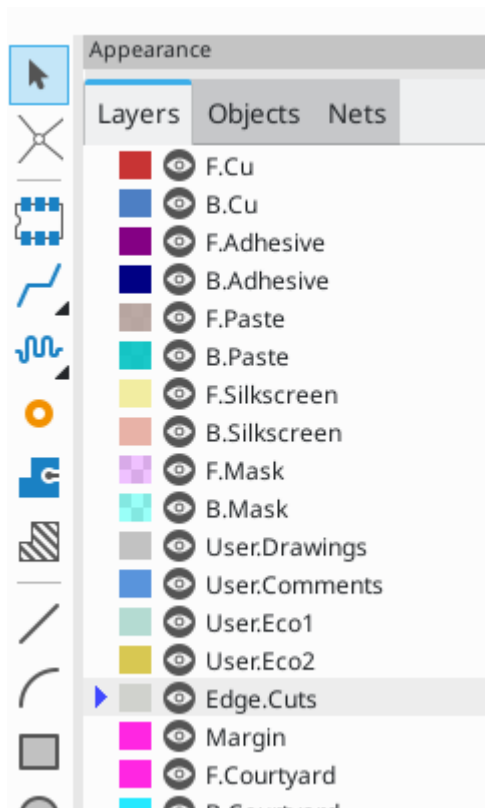 Appearance
Layers Objects Nets
F.Cu
B.Cu
F.Adhesive
B.Adhesive
F.Paste
B.Paste
F.Silkscreen
B.Silkscreen
F.Mask
B.Mask
User.Drawings
User.Comments
User.Eco1
User.Eco2
Edge.Cuts
Margin
F.Courtyard